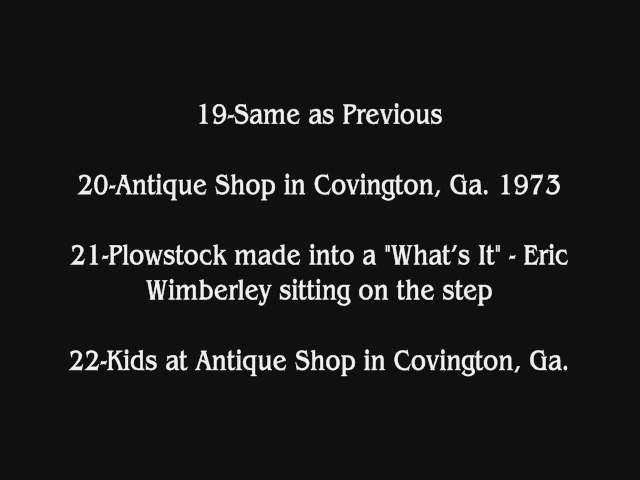 19-Same as Previous
20-Antique Shop in Covington, Ga. 1973
21-Plowstock made into a "What’s It" - Eric
Wimberley sitting on the step
22-Kids at Antique Shop in Covington, Ga.